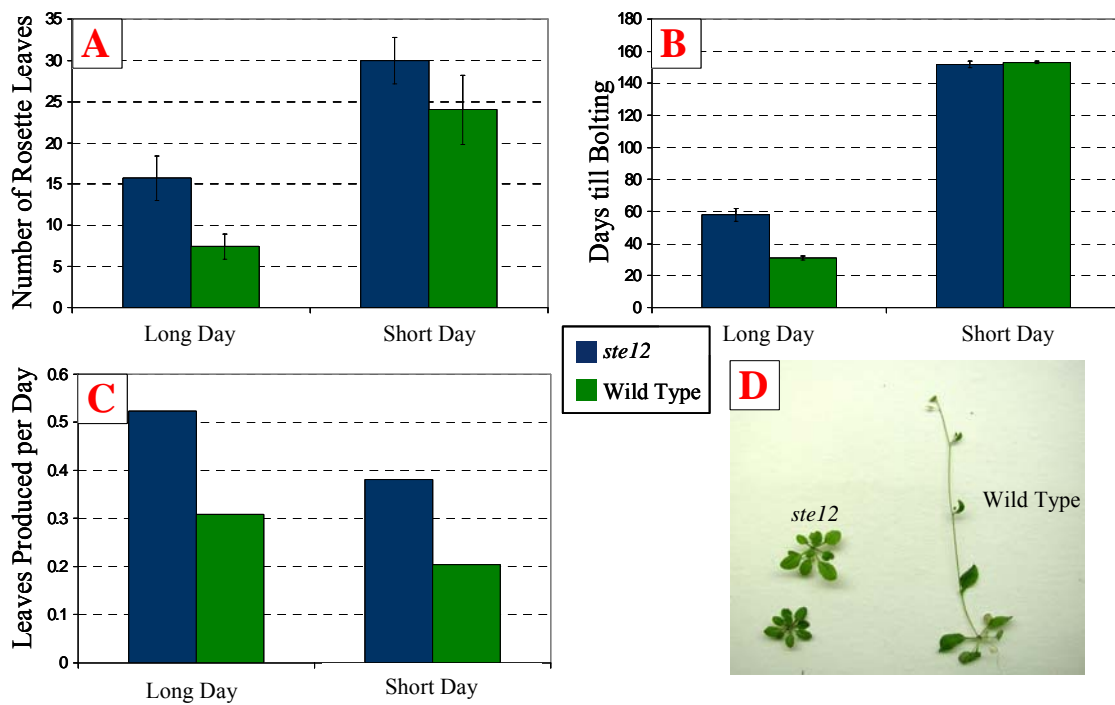 A
Number of Rosette Leaves
35
30
25
20
15
10
5
0
Long Day
Short Day
B
Days till Bolting
180
160
140
120
100
80
60
40
20
0
Long Day
Short Day
ste12
Wild Type
C
Leaves Produced per Day
0.6
0.5
0.4
0.3
0.2
0.1
0
Long Day
Short Day
D
ste12
Wild Type